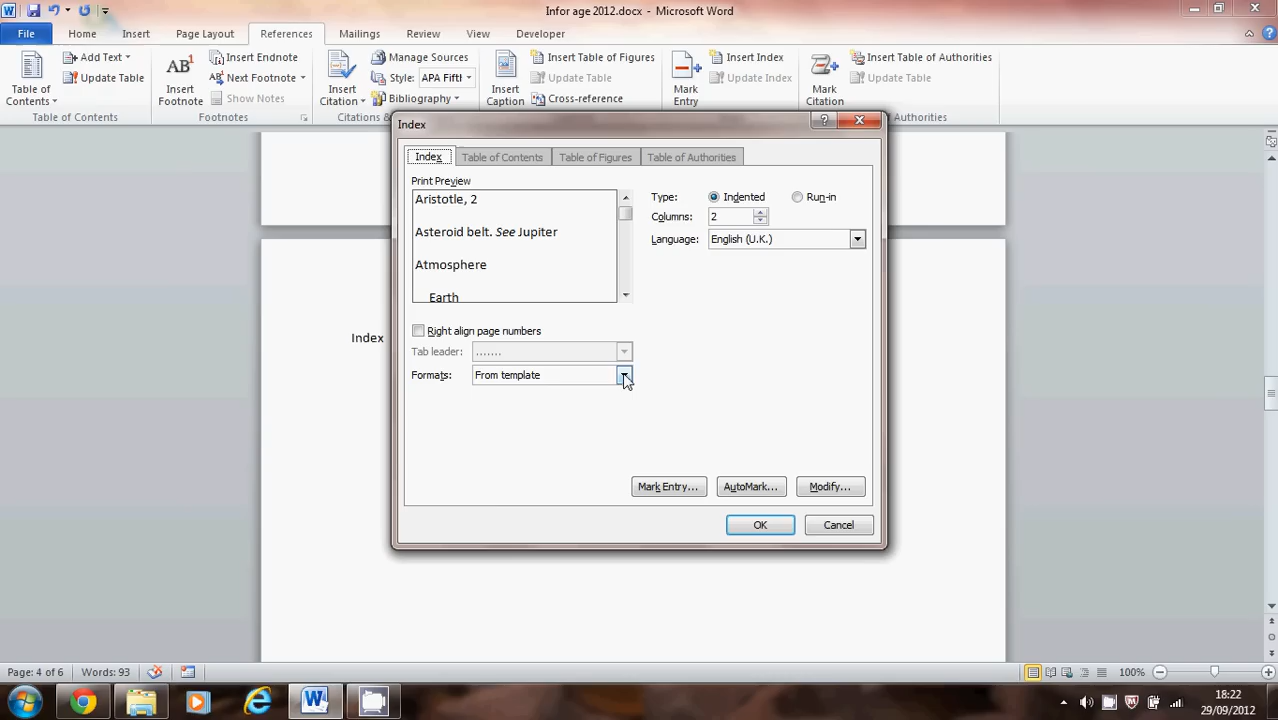 Infor age 2012.docx - Microsoft Word
File Home Insert Page Layout References Mailings Review View Developer
Add Text
Update Table
Table of
Contents
Table of Contents
AB¹
Insert
Footnote
Insert Endnote
Next Footnote
Show Notes
Footnotes
Insert
Citation
Manage Sources
Style: APA Fifth
Bibliography
Citations &
Insert
Caption
Insert Table of Figures
Update Table
Cross-reference
Mark
Entry
Insert Index
Update Index
Mark
Citation
Insert Table of Authorities
Update Table
Authorities
Index
Index Table of Contents Table of Figures Table of Authorities
Print Preview
Aristotle, 2
Asteroid belt. See Jupiter
Atmosphere
Earth
Type: Indented Run-in
Columns: 2
Language: English (U.K.)
Right align page numbers
Tab leader: .......
Formats: From template
Mark Entry... AutoMark... Modify...
OK Cancel
Index
Page: 4 of 6 Words: 93 100%
18:22
29/09/2012